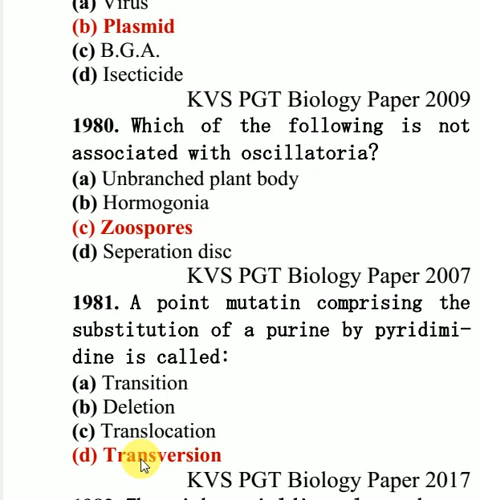 (a) Virus
(b) Plasmid
(c) B.G.A.
(d) Isecticide
KVS PGT Biology Paper 2009
1980. Which of the following is not
associated with oscillatoria?
(a) Unbranched plant body
(b) Hormogonia
(c) Zoospores
(d) Seperation disc
KVS PGT Biology Paper 2007
1981. A point mutatin comprising the
substitution of a purine by pyridimi-
dine is called:
(a) Transition
(b) Deletion
(c) Translocation
(d) Transversion
KVS PGT Biology Paper 2017